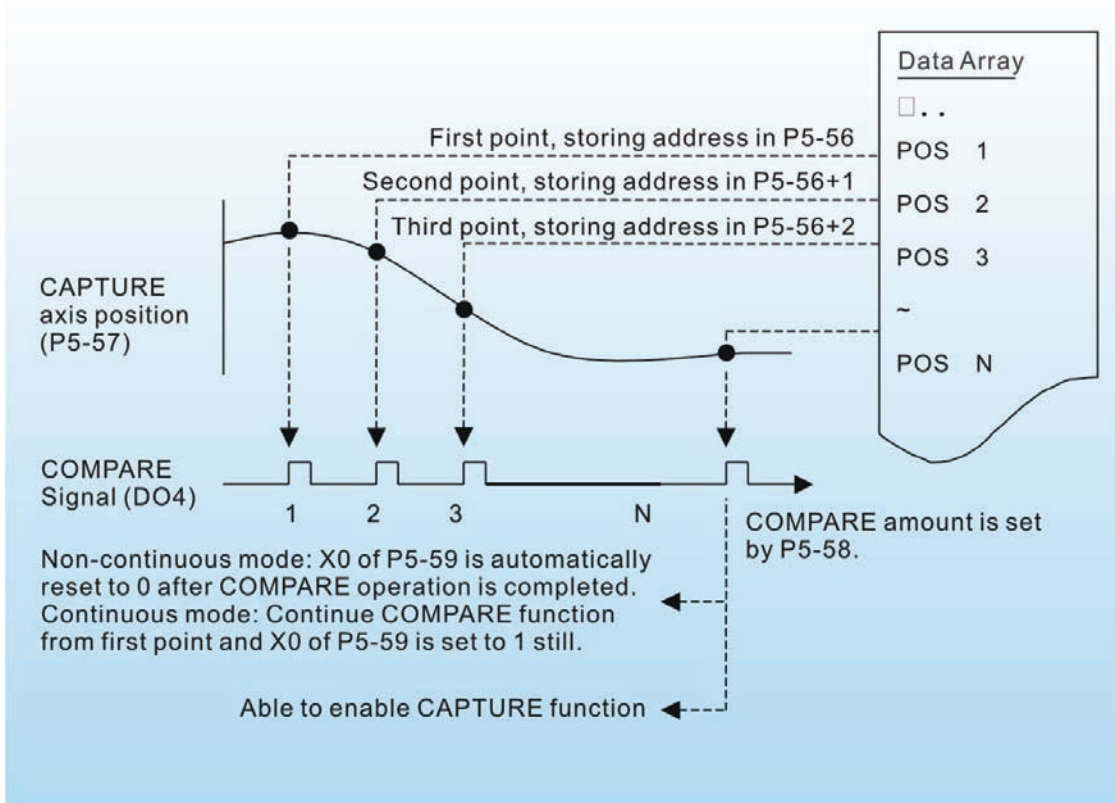 Data Array
□..
First point, storing address in P5-56
POS 1
Second point, storing address in P5-56+1
POS 2
Third point, storing address in P5-56+2
POS 3
~
POS N
CAPTURE
axis position
(P5-57)
COMPARE
Signal (DO4)
1 2 3 N
COMPARE amount is set
by P5-58.
Non-continuous mode: X0 of P5-59 is automatically
reset to 0 after COMPARE operation is completed.
Continuous mode: Continue COMPARE function
from first point and X0 of P5-59 is set to 1 still.
Able to enable CAPTURE function